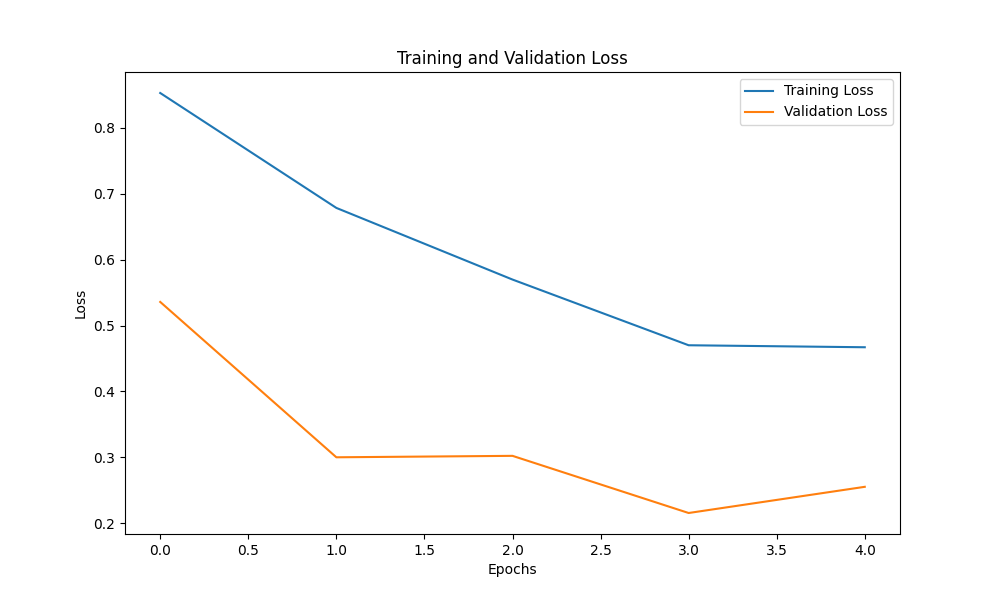 Training and Validation Loss
Training Loss
Validation Loss
0.8
0.7
0.6
0.5
0.4
0.3
0.2
Loss
0.0 0.5 1.0 1.5 2.0 2.5 3.0 3.5 4.0
Epochs